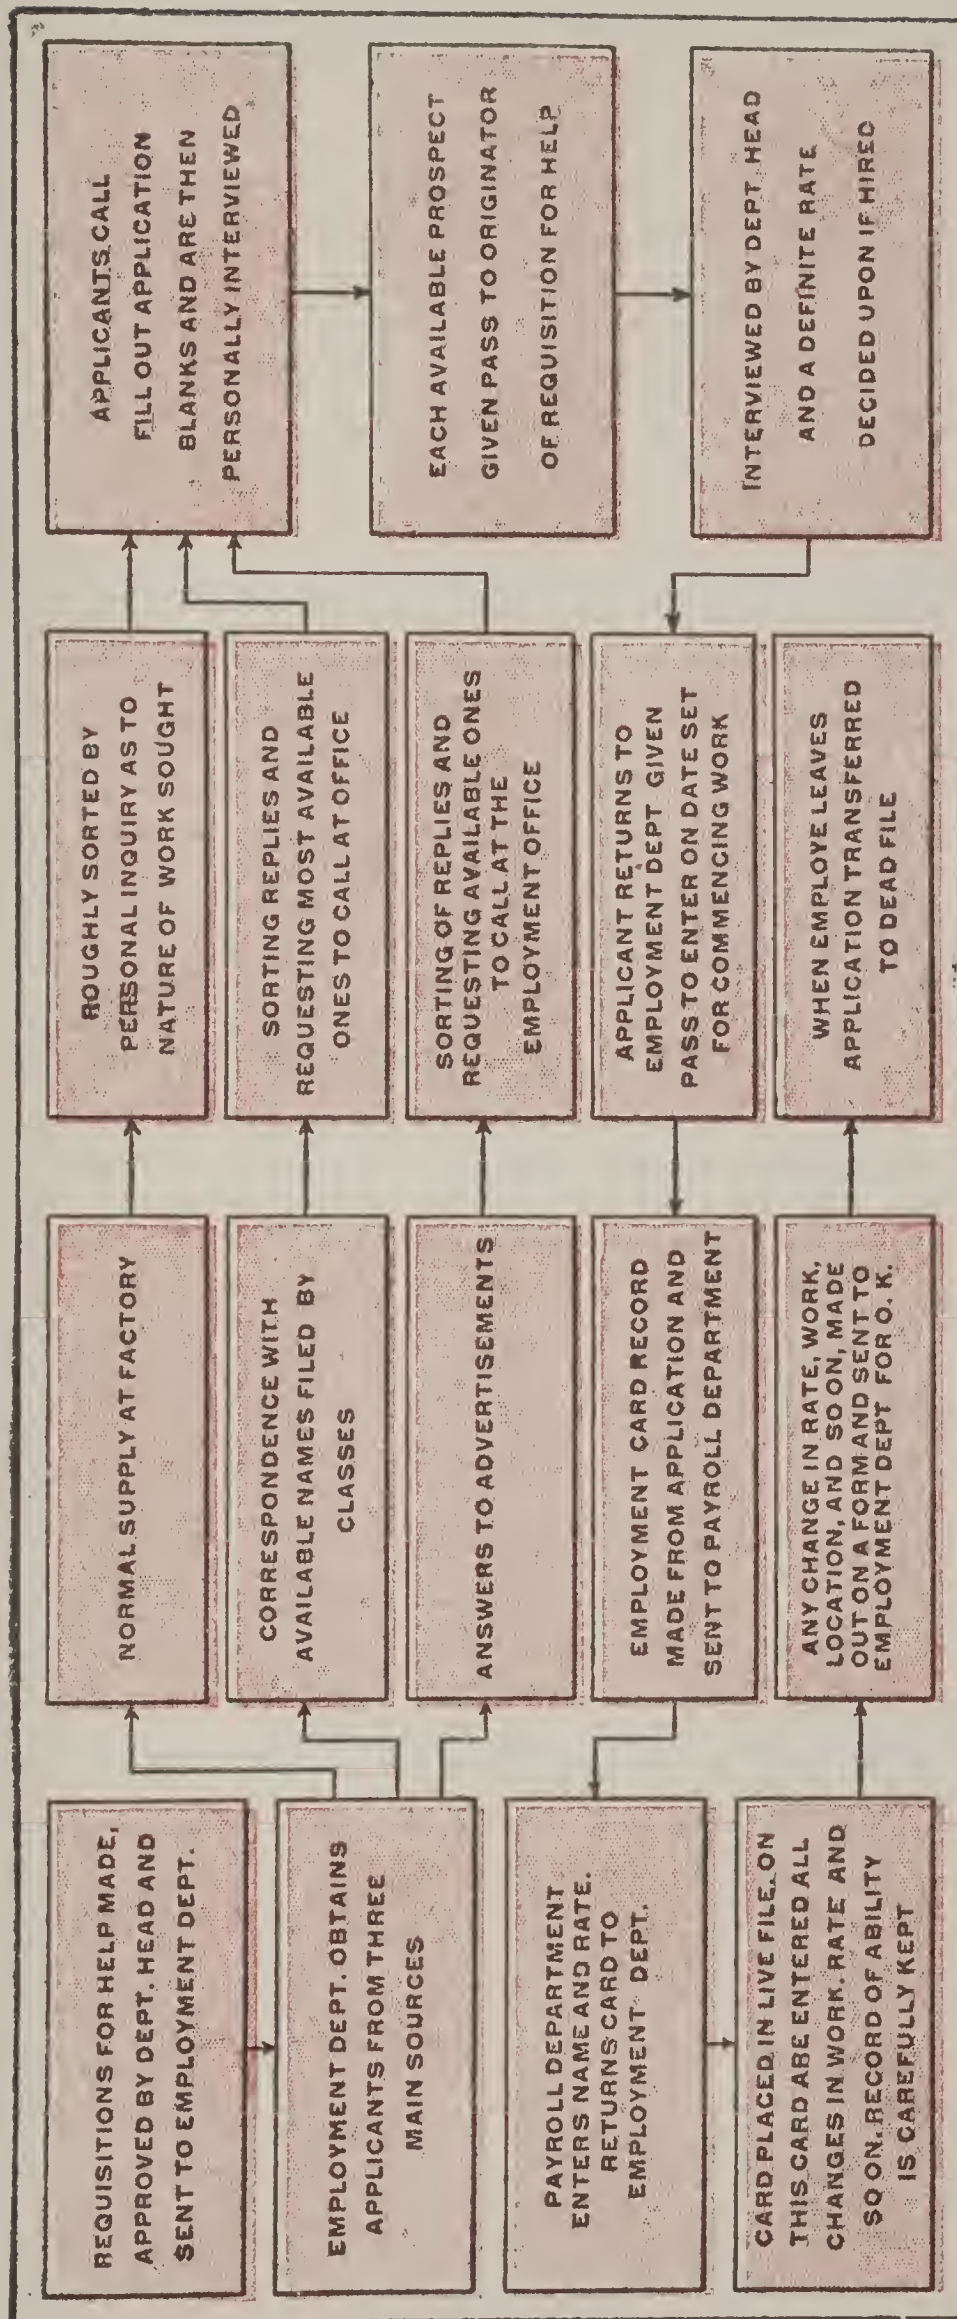 REQUISITIONS FOR HELP MADE,
APPROVED BY DEPT. HEAD AND
SENT TO EMPLOYMENT DEPT.
EMPLOYMENT DEPT. OBTAINS
APPLICANTS FROM THREE
MAIN SOURCES
NORMAL SUPPLY AT FACTORY
CORRESPONDENCE WITH
AVAILABLE NAMES FILED BY
CLASSES
ANSWERS TO ADVERTISEMENTS
ROUGHLY SORTED BY
PERSONAL INQUIRY AS TO
NATURE OF WORK SOUGHT
SORTING REPLIES AND
REQUESTING MOST AVAILABLE
ONES TO CALL AT OFFICE
SORTING OF REPLIES AND
REQUESTING AVAILABLE ONES
TO CALL AT THE
EMPLOYMENT OFFICE
APPLICANTS CALL
FILL OUT APPLICATION
BLANKS AND ARE THEN
PERSONALLY INTERVIEWED
EACH AVAILABLE PROSPECT
GIVEN PASS TO ORIGINATOR
OF REQUISITION FOR HELP
INTERVIEWED BY DEPT. HEAD
AND A DEFINITE RATE
DECIDED UPON IF HIRED
APPLICANT RETURNS TO
EMPLOYMENT DEPT GIVEN
PASS TO ENTER ON DATE SET
FOR COMMENCING WORK
EMPLOYMENT CARD RECORD
MADE FROM APPLICATION AND
SENT TO PAYROLL DEPARTMENT
PAYROLL DEPARTMENT
ENTERS NAME AND RATE.
RETURNS CARD TO
EMPLOYMENT DEPT.
CARD PLACED IN LIVE FILE. ON
THIS CARD ARE ENTERED ALL
CHANGES IN WORK. RATE AND
SO ON. RECORD OF ABILITY
IS CAREFULLY KEPT
ANY CHANGE IN RATE, WORK,
LOCATION, AND SO ON, MADE
OUT ON A FORM AND SENT TO
EMPLOYMENT DEPT FOR O. K.
WHEN EMPLOYE LEAVES
APPLICATION TRANSFERRED
TO DEAD FILE